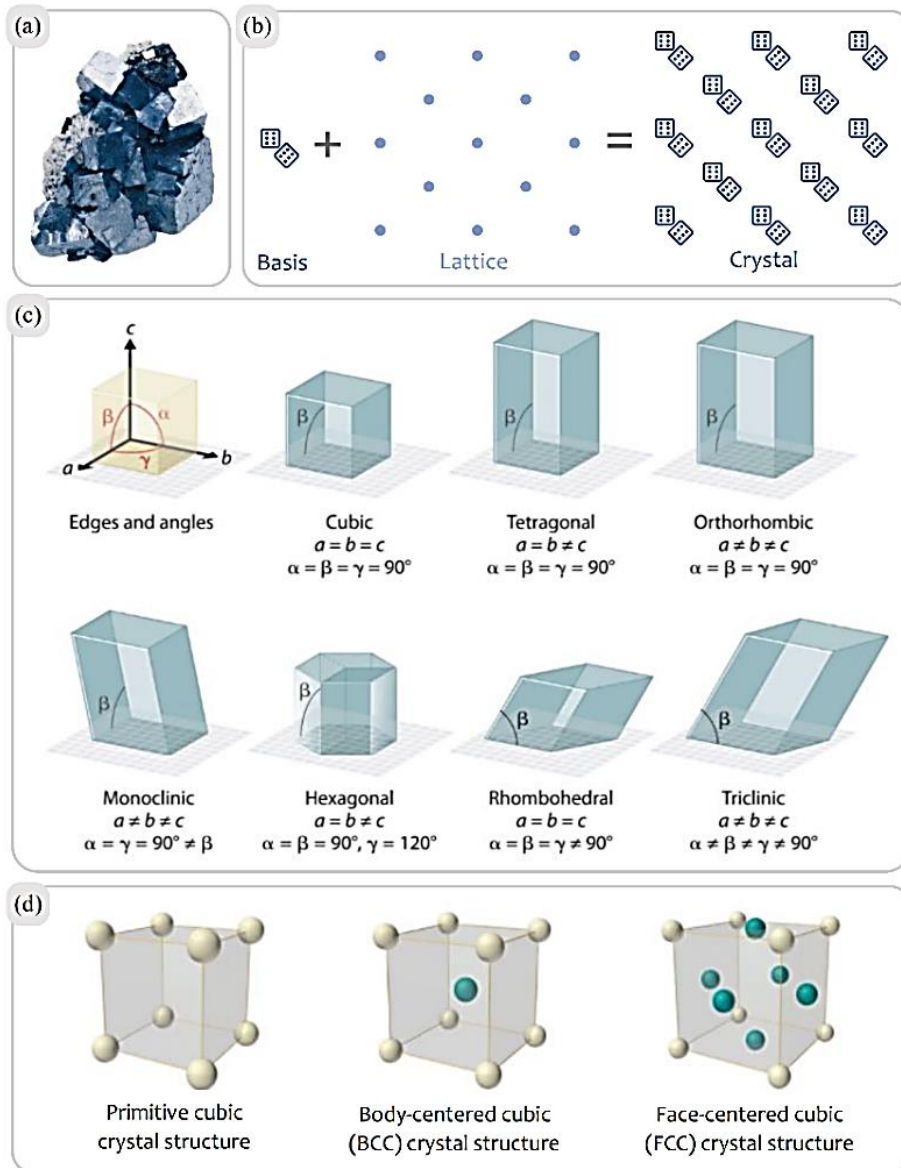 (a)
(b)
+
=
Basis
Lattice
Crystal
(c)
c
β
α
a
γ
b
β
β
β
Edges and angles
Cubic
a = b = c
α = β = γ = 90°
Tetragonal
a = b ≠ c
α = β = γ = 90°
Orthorhombic
a ≠ b ≠ c
α = β = γ = 90°
β
β
β
β
Monoclinic
a ≠ b ≠ c
α = γ = 90° ≠ β
Hexagonal
a = b ≠ c
α = β = 90°, γ = 120°
Rhombohedral
a = b = c
α = β = γ ≠ 90°
Triclinic
a ≠ b ≠ c
α ≠ β ≠ γ ≠ 90°
(d)
Primitive cubic
crystal structure
Body-centered cubic
(BCC) crystal structure
Face-centered cubic
(FCC) crystal structure